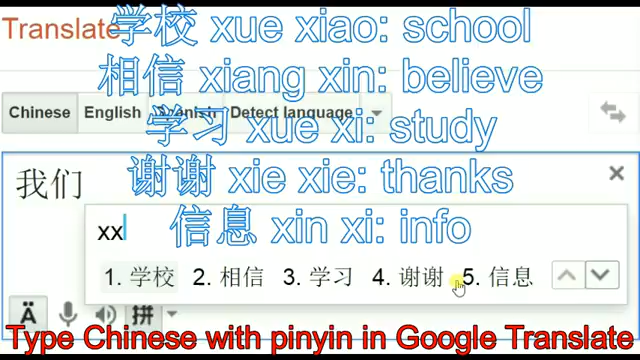 Translate
学校 xue xiao: school
相信 xiang xin: believe
Chinese English Spanish Detect language
学习 xue xi: study
我们
谢谢 xie xie: thanks
信息 xin xi: info
xx
1. 学校 2. 相信 3. 学习 4. 谢谢 5. 信息
Ä 拼
Type Chinese with pinyin in Google Translate